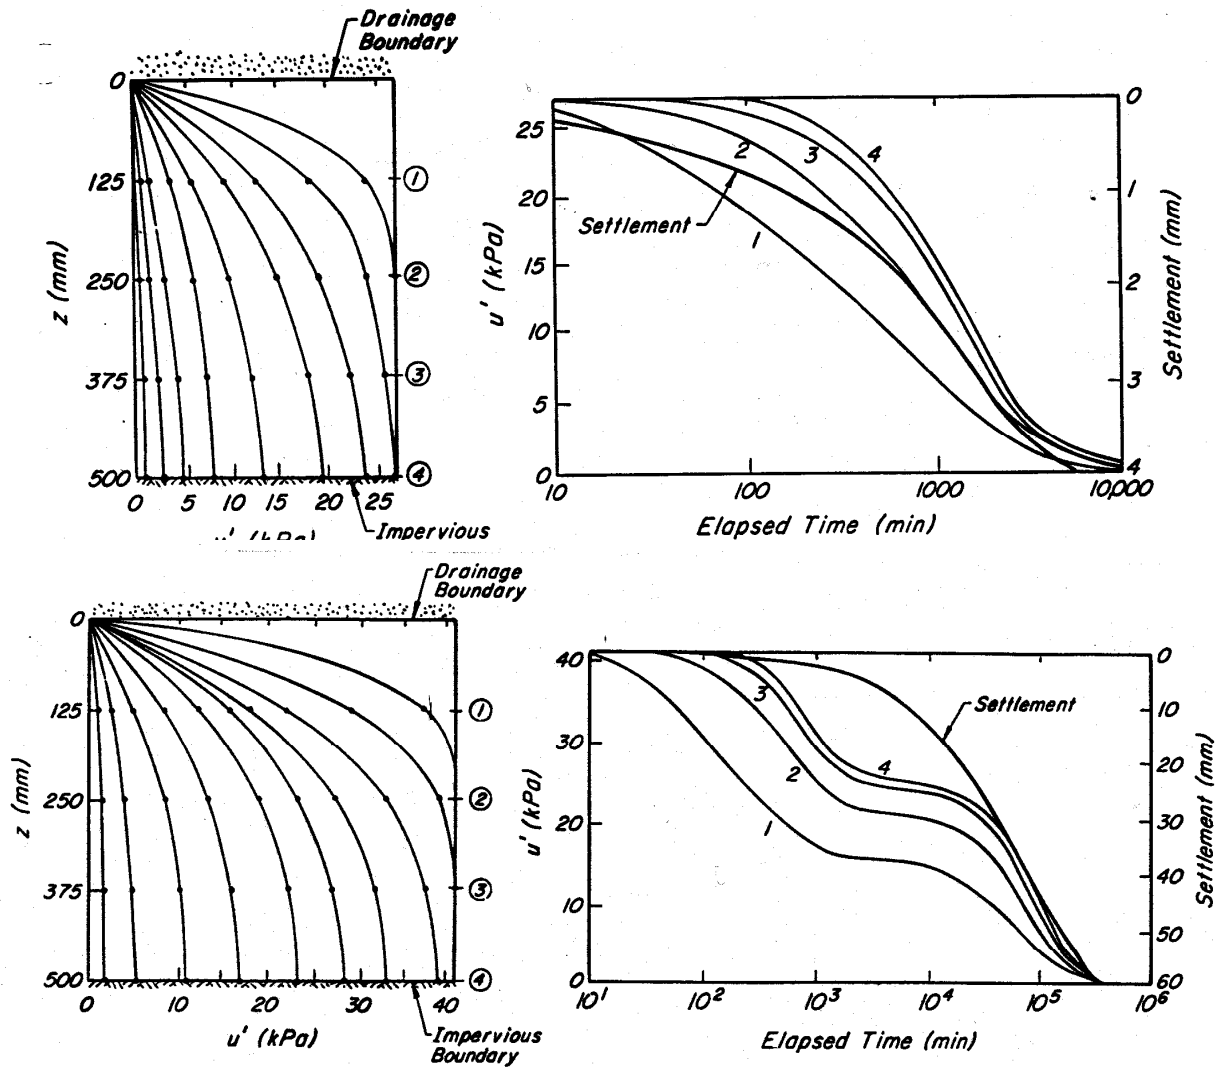 Drainage
Boundary
0
125
250
375
500
z (mm)
1
2
3
4
0 5 10 15 20 25
u' (kPa)
Impervious
25
20
15
10
5
0
u' (kPa)
2 3 4
Settlement
1
0
1
2
3
4
Settlement (mm)
10 100 1000 10,000
Elapsed Time (min)
Drainage
Boundary
0
125
250
375
500
z (mm)
1
2
3
4
0 10 20 30 40
u' (kPa)
Impervious
Boundary
40
30
20
10
0
u' (kPa)
3
Settlement
2 4
1
0
10
20
30
40
50
60
Settlement (mm)
10¹ 10² 10³ 10⁴ 10⁵ 10⁶
Elapsed Time (min)